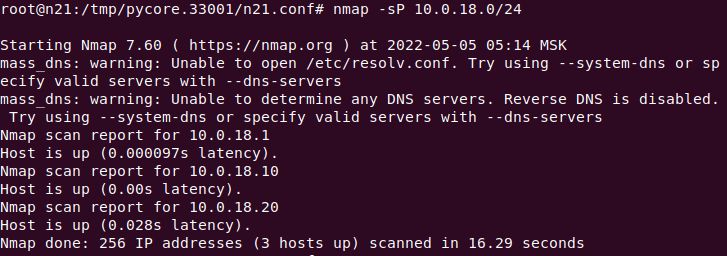 root@n21:/tmp/pycore.33001/n21.conf# nmap -sP 10.0.18.0/24

Starting Nmap 7.60 ( https://nmap.org ) at 2022-05-05 05:14 MSK
mass_dns: warning: Unable to open /etc/resolv.conf. Try using --system-dns or sp
ecify valid servers with --dns-servers
mass_dns: warning: Unable to determine any DNS servers. Reverse DNS is disabled.
 Try using --system-dns or specify valid servers with --dns-servers
Nmap scan report for 10.0.18.1
Host is up (0.000097s latency).
Nmap scan report for 10.0.18.10
Host is up (0.00s latency).
Nmap scan report for 10.0.18.20
Host is up (0.028s latency).
Nmap done: 256 IP addresses (3 hosts up) scanned in 16.29 seconds